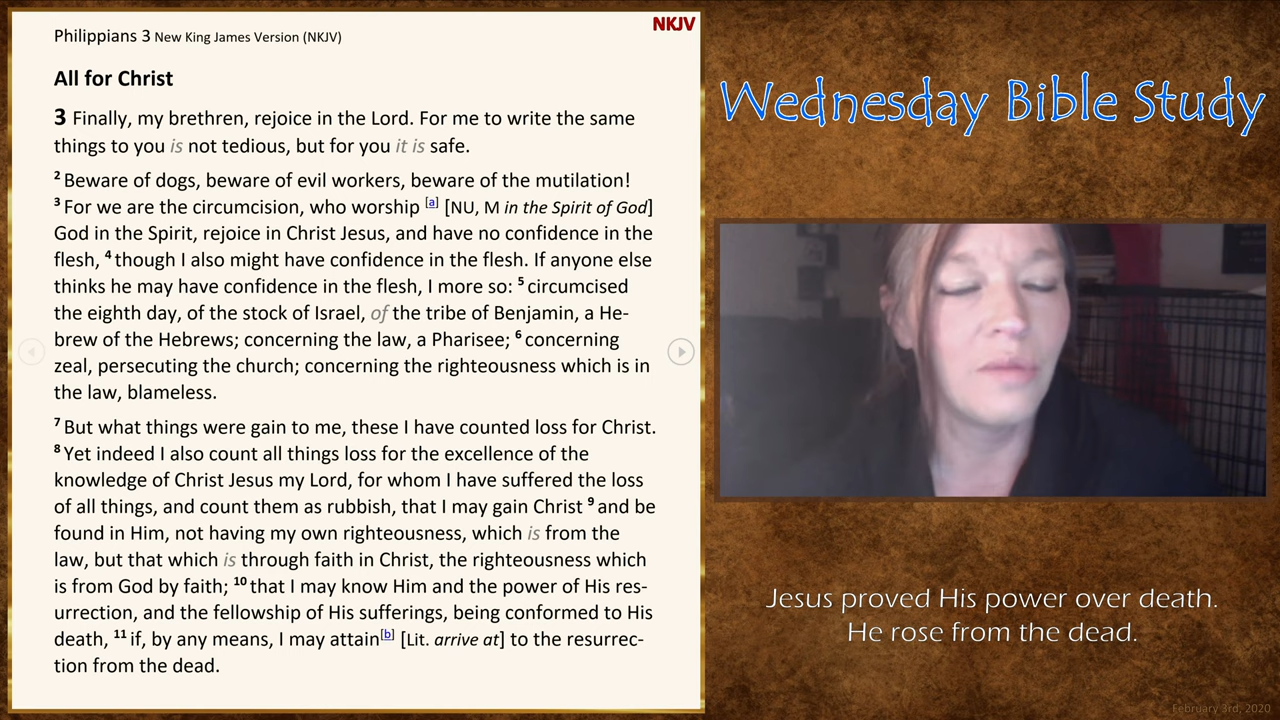 NKJV
Philippians 3 New King James Version (NKJV)
All for Christ
3 Finally, my brethren, rejoice in the Lord. For me to write the same
things to you is not tedious, but for you it is safe.
2 Beware of dogs, beware of evil workers, beware of the mutilation!
3 For we are the circumcision, who worship [a] [NU, M in the Spirit of God]
God in the Spirit, rejoice in Christ Jesus, and have no confidence in the
flesh, 4 though I also might have confidence in the flesh. If anyone else
thinks he may have confidence in the flesh, I more so: 5 circumcised
the eighth day, of the stock of Israel, of the tribe of Benjamin, a He-
brew of the Hebrews; concerning the law, a Pharisee; 6 concerning
zeal, persecuting the church; concerning the righteousness which is in
the law, blameless.
7 But what things were gain to me, these I have counted loss for Christ.
8 Yet indeed I also count all things loss for the excellence of the
knowledge of Christ Jesus my Lord, for whom I have suffered the loss
of all things, and count them as rubbish, that I may gain Christ 9 and be
found in Him, not having my own righteousness, which is from the
law, but that which is through faith in Christ, the righteousness which
is from God by faith; 10 that I may know Him and the power of His res-
urrection, and the fellowship of His sufferings, being conformed to His
death, 11 if, by any means, I may attain[b] [Lit. arrive at] to the resurrec-
tion from the dead.
Wednesday Bible Study
Jesus proved His power over death.
He rose from the dead.
February 3rd, 2020